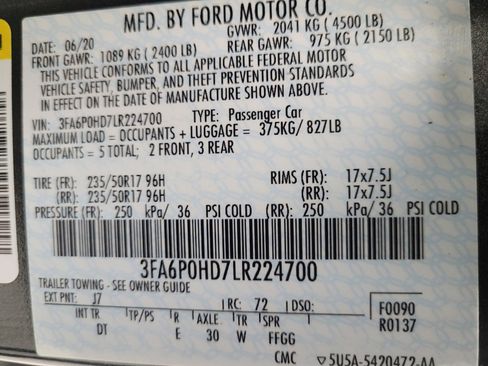 MFD. BY FORD MOTOR CO.
DATE: 06/20 GVWR: 2041 KG (4500 LB)
FRONT GAWR: 1089 KG (2400 LB) REAR GAWR: 975 KG (2150 LB)
THIS VEHICLE CONFORMS TO ALL APPLICABLE FEDERAL MOTOR
VEHICLE SAFETY, BUMPER, AND THEFT PREVENTION STANDARDS
IN EFFECT ON THE DATE OF MANUFACTURE SHOWN ABOVE.
VIN: 3FA6P0HD7LR224700 TYPE: Passenger Car
MAXIMUM LOAD = OCCUPANTS + LUGGAGE = 375KG/ 827LB
OCCUPANTS = 5 TOTAL; 2 FRONT, 3 REAR
TIRE (FR): 235/50R17 96H RIMS (FR): 17x7.5J
(RR): 235/50R17 96H (RR): 17x7.5J
PRESSURE (FR): 250 kPa/ 36 PSI COLD (RR): 250 kPa/ 36 PSI COLD
3FA6P0HD7LR224700
TRAILER TOWING - SEE OWNER GUIDE
EXT PNT: J7 RC: 72 DSO: F0090
R0137
INT TR TP/PS R AXLE TR SPR
DT E 30 W FFGG
CMC ▽5U5A-5420472-AA